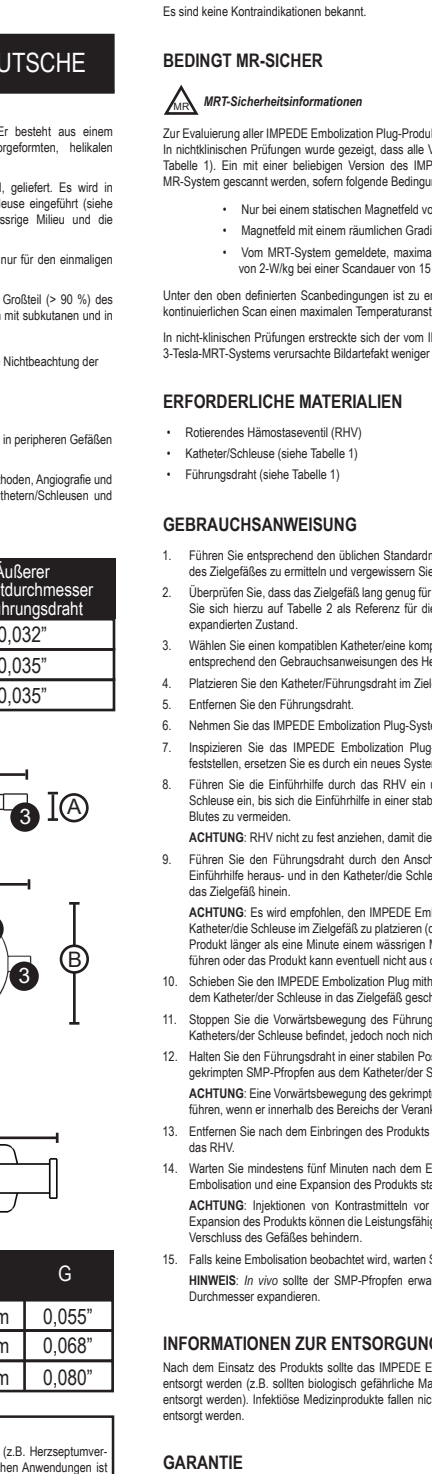 UTSCHE
Er besteht aus einem
orgeformten, helikalen
, geliefert. Es wird in
euse eingeführt (siehe
ssrige Milieu und die
nur für den einmaligen
Großteil (> 90 %) des
n mit subkutanen und in
Nichtbeachtung der
in peripheren Gefäßen
hoden, Angiografie und
thetern/Schleusen und
Äußerer
tdurchmesser
hrungsdraht
0,032”
0,035”
0,035”
3 A
3 B
G
m 0,055”
m 0,068”
m 0,080”
(z.B. Herzseptumver-
chen Anwendungen ist
Es sind keine Kontraindikationen bekannt.
BEDINGT MR-SICHER
MR MRT-Sicherheitsinformationen
Zur Evaluierung aller IMPEDE Embolization Plug-Produk
In nichtklinischen Prüfungen wurde gezeigt, dass alle V
Tabelle 1). Ein mit einer beliebigen Version des IMP
MR-System gescannt werden, sofern folgende Bedingu
• Nur bei einem statischen Magnetfeld vo
• Magnetfeld mit einem räumlichen Gradi
• Vom MRT-System gemeldete, maxima
von 2-W/kg bei einer Scandauer von 15
Unter den oben definierten Scanbedingungen ist zu er
kontinuierlichen Scan einen maximalen Temperaturanst
In nicht-klinischen Prüfungen erstreckte sich der vom I
3-Tesla-MRT-Systems verursachte Bildartefakt weniger
ERFORDERLICHE MATERIALIEN
• Rotierendes Hämostaseventil (RHV)
• Katheter/Schleuse (siehe Tabelle 1)
• Führungsdraht (siehe Tabelle 1)
GEBRAUCHSANWEISUNG
1. Führen Sie entsprechend den üblichen Standardm
des Zielgefäßes zu ermitteln und vergewissern Sie
2. Überprüfen Sie, dass das Zielgefäß lang genug für
Sie sich hierzu auf Tabelle 2 als Referenz für die
expandierten Zustand.
3. Wählen Sie einen kompatiblen Katheter/eine komp
entsprechend den Gebrauchsanweisungen des He
4. Platzieren Sie den Katheter/Führungsdraht im Ziel
5. Entfernen Sie den Führungsdraht.
6. Nehmen Sie das IMPEDE Embolization Plug-Syste
7. Inspizieren Sie das IMPEDE Embolization Plug-
feststellen, ersetzen Sie es durch ein neues System
8. Führen Sie die Einführhilfe durch das RHV ein u
Schleuse ein, bis sich die Einführhilfe in einer stab
Blutes zu vermeiden.
ACHTUNG: RHV nicht zu fest anziehen, damit die
9. Führen Sie den Führungsdraht durch den Ansch
Einführhilfe heraus- und in den Katheter/die Schle
das Zielgefäß hinein.
ACHTUNG: Es wird empfohlen, den IMPEDE Emb
Katheter/die Schleuse im Zielgefäß zu platzieren (d
Produkt länger als eine Minute einem wässrigen M
führen oder das Produkt kann eventuell nicht aus d
10. Schieben Sie den IMPEDE Embolization Plug mith
dem Katheter/der Schleuse in das Zielgefäß gesch
11. Stoppen Sie die Vorwärtsbewegung des Führung
Katheters/der Schleuse befindet, jedoch noch nich
12. Halten Sie den Führungsdraht in einer stabilen Pos
gekrimpten SMP-Pfropfen aus dem Katheter/der S
ACHTUNG: Eine Vorwärtsbewegung des gekrimpte
führen, wenn er innerhalb des Bereichs der Verank
13. Entfernen Sie nach dem Einbringen des Produkts
das RHV.
14. Warten Sie mindestens fünf Minuten nach dem E
Embolisation und eine Expansion des Produkts sta
ACHTUNG: Injektionen von Kontrastmitteln vor
Expansion des Produkts können die Leistungsfähig
Verschluss des Gefäßes behindern.
15. Falls keine Embolisation beobachtet wird, warten S
HINWEIS: In vivo sollte der SMP-Pfropfen erwa
Durchmesser expandieren.
INFORMATIONEN ZUR ENTSORGUNG
Nach dem Einsatz des Produkts sollte das IMPEDE E
entsorgt werden (z.B. sollten biologisch gefährliche Ma
entsorgt werden). Infektiöse Medizinprodukte fallen nic
entsorgt werden.
GARANTIE